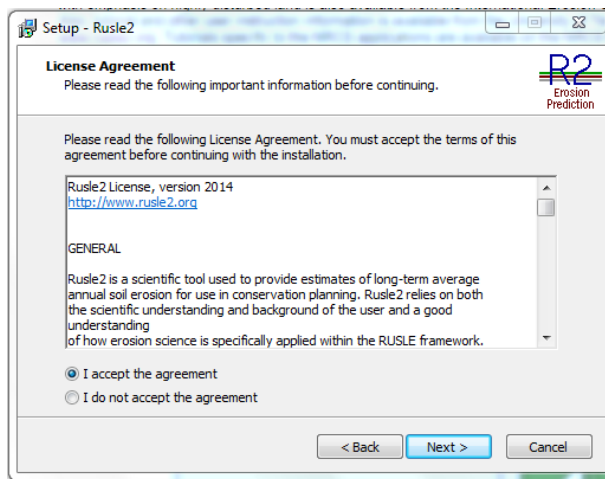 Setup - Rusle2
License Agreement
Please read the following important information before continuing.
R2
Erosion
Prediction
Please read the following License Agreement. You must accept the terms of this
agreement before continuing with the installation.
Rusle2 License, version 2014
http://www.rusle2.org
GENERAL
Rusle2 is a scientific tool used to provide estimates of long-term average
annual soil erosion for use in conservation planning. Rusle2 relies on both
the scientific understanding and background of the user and a good
understanding
of how erosion science is specifically applied within the RUSLE framework.
I accept the agreement
I do not accept the agreement
< Back
Next >
Cancel